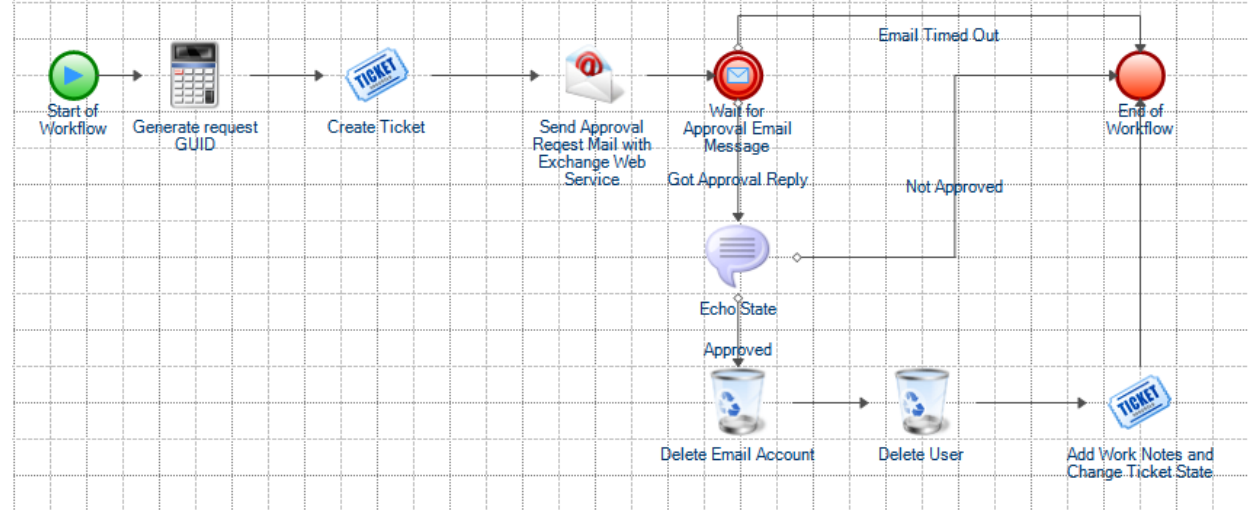 Email Timed Out
TICKET
Start of
Workflow
Generate request
GUID
Create Ticket
Send Approval
Reqest Mail with
Exchange Web
Service
Wait for
Approval Email
Message
End of
Workflow
Got Approval Reply
Not Approved
Echo State
Approved
TICKET
Delete Email Account
Delete User
Add Work Notes and
Change Ticket State